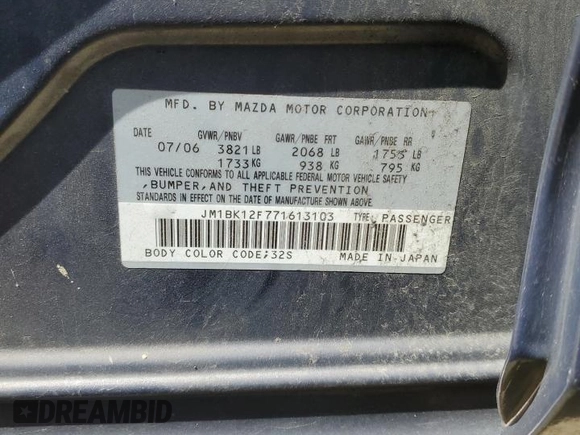 MFD. BY MAZDA MOTOR CORPORATION
DATE GVWR/PNBV GAWR/PNBE FRT GAWR/PNBE RR
07/06 3821 LB 2068 LB 1753 LB
1733 KG 938 KG 795 KG
THIS VEHICLE CONFORMS TO ALL APPLICABLE FEDERAL MOTOR VEHICLE SAFETY
,BUMPER,AND THEFT PREVENTION
STANDARDS IN EFFECT ON THE DATE OF MANUFACTURE SHOWN ABOVE.
JM1BK12F771613103 TYPE: PASSENGER
BODY COLOR CODE;32S MADE IN JAPAN
DREAMBID